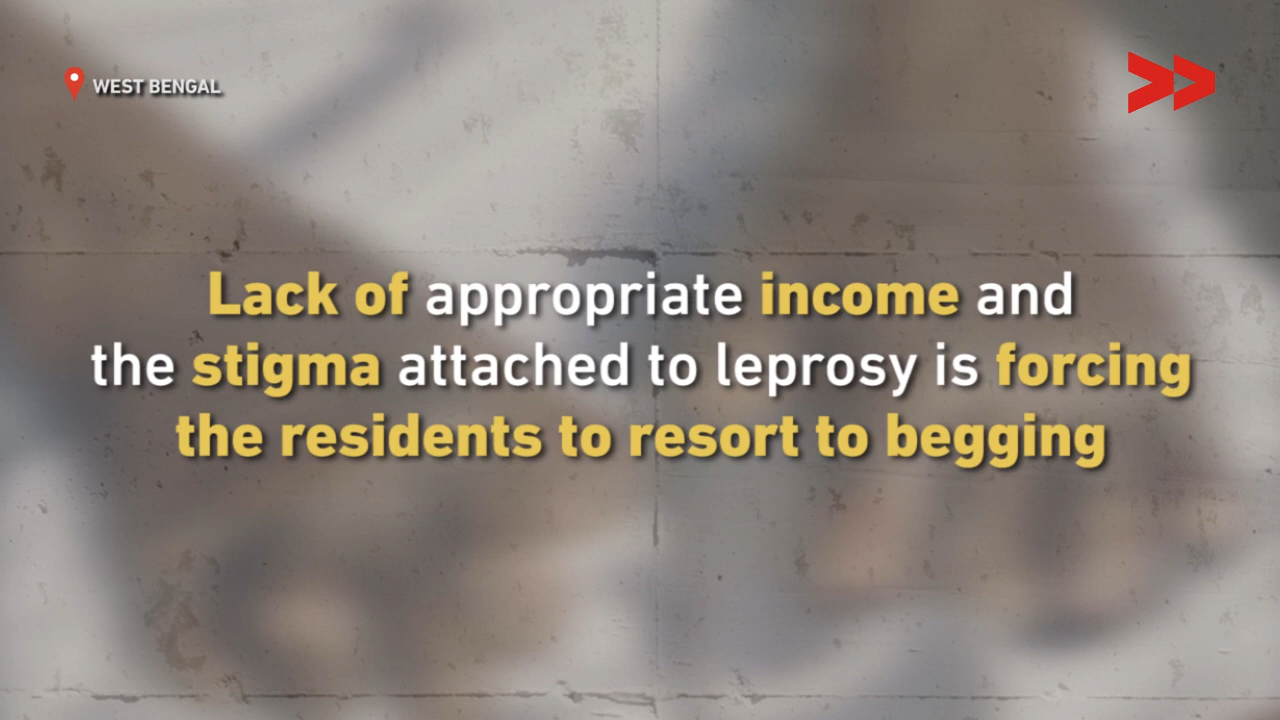 WEST BENGAL
Lack of appropriate income and
the stigma attached to leprosy is forcing
the residents to resort to begging